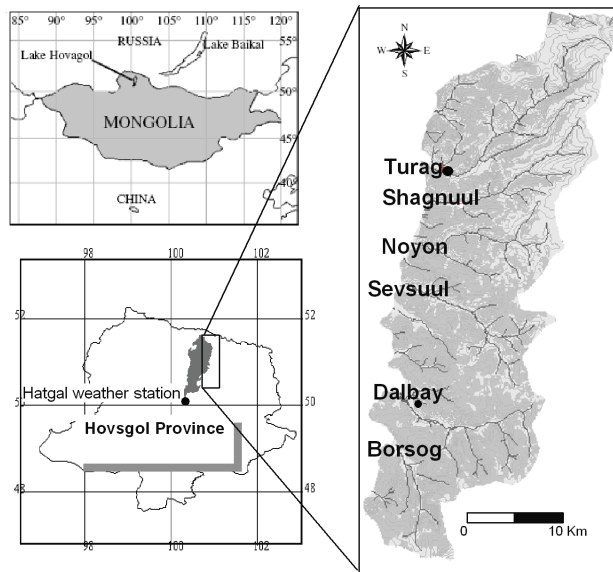 85° 90° 95° 100° 105° 110° 115° 120°
RUSSIA
55°
Lake Hovagol
Lake Baikal
50°
MONGOLIA
45°
40°
CHINA
98 100 102
52 52
Hatgal weather station
50 50
Hovsgol Province
48 48
98 100 102
N
W E
S
Turag
Shagnuul
Noyon
Sevsuul
Dalbay
Borsog
0 10 Km